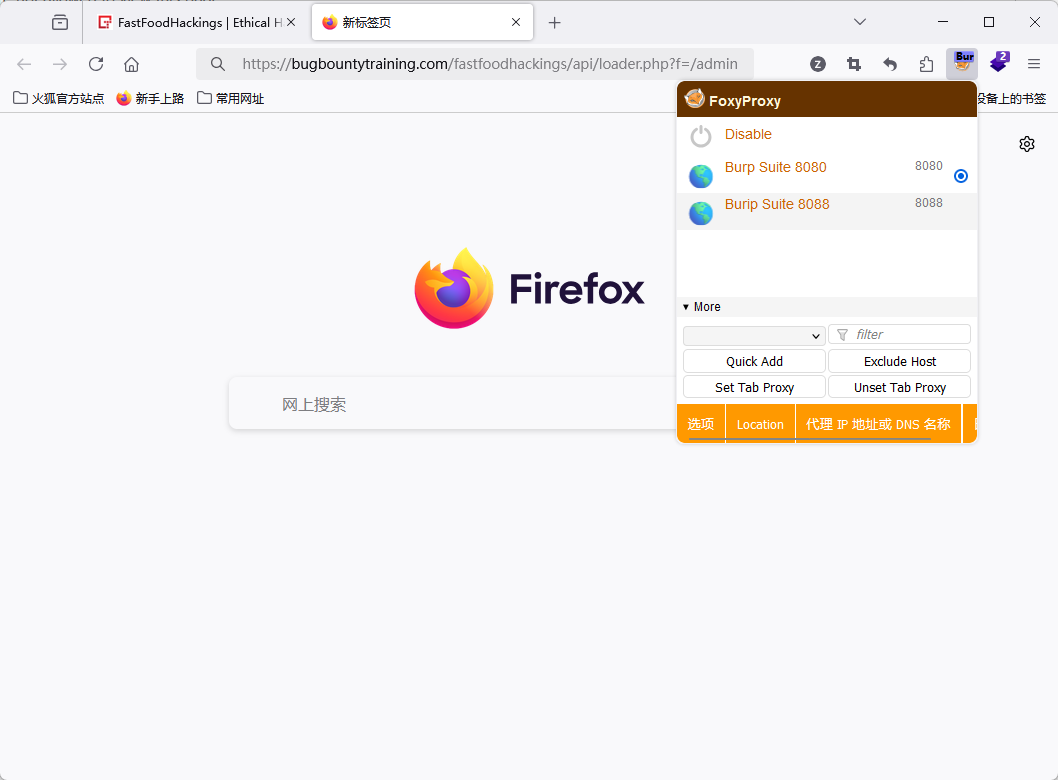 FastFoodHackings | Ethical H
新标签页
https://bugbountytraining.com/fastfoodhackings/api/loader.php?f=/admin
Z
Bur
2
火狐官方站点
新手上路
常用网址
设备上的书签
FoxyProxy
Disable
Burp Suite 8080
8080
Burip Suite 8088
8088
Firefox
More
filter
Quick Add
Exclude Host
网上搜索
Set Tab Proxy
Unset Tab Proxy
选项
Location
代理 IP 地址或 DNS 名称